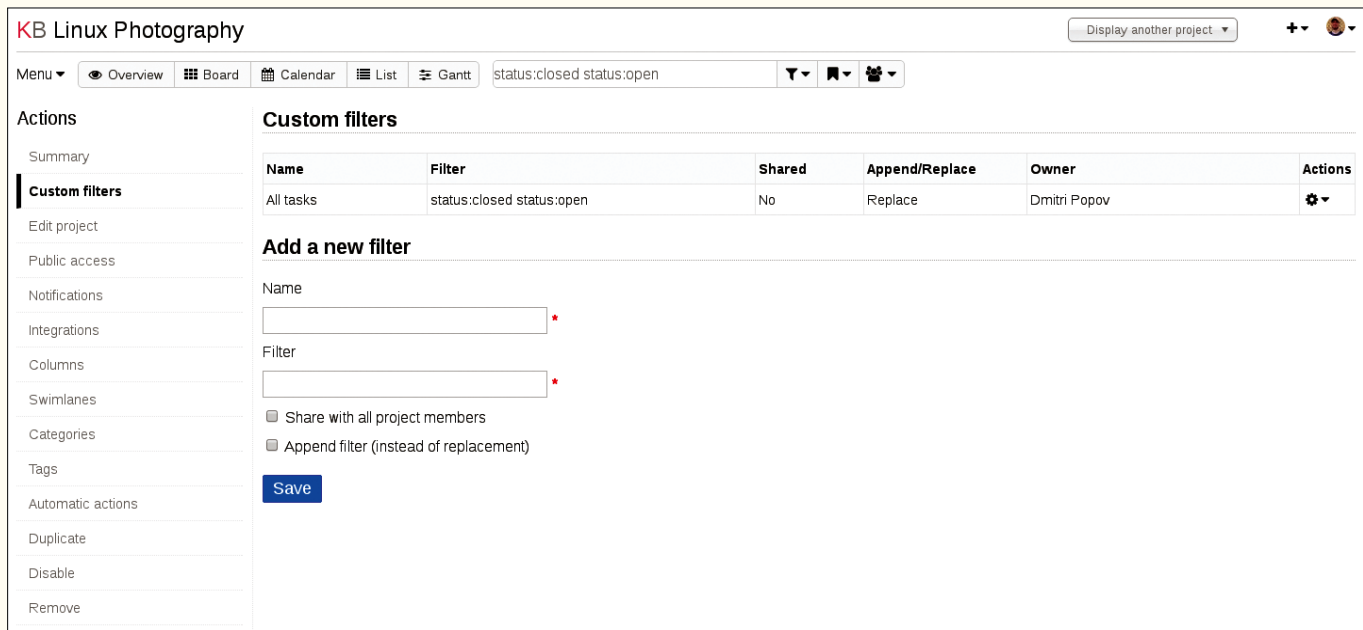 KB Linux Photography
Display another project
Menu
Overview
Board
Calendar
List
Gantt
status:closed status:open
Actions
Summary
Custom filters
Edit project
Public access
Notifications
Integrations
Columns
Swimlanes
Categories
Tags
Automatic actions
Duplicate
Disable
Remove
Custom filters
Name Filter Shared Append/Replace Owner Actions
All tasks status:closed status:open No Replace Dmitri Popov
Add a new filter
Name
*
Filter
*
Share with all project members
Append filter (instead of replacement)
Save